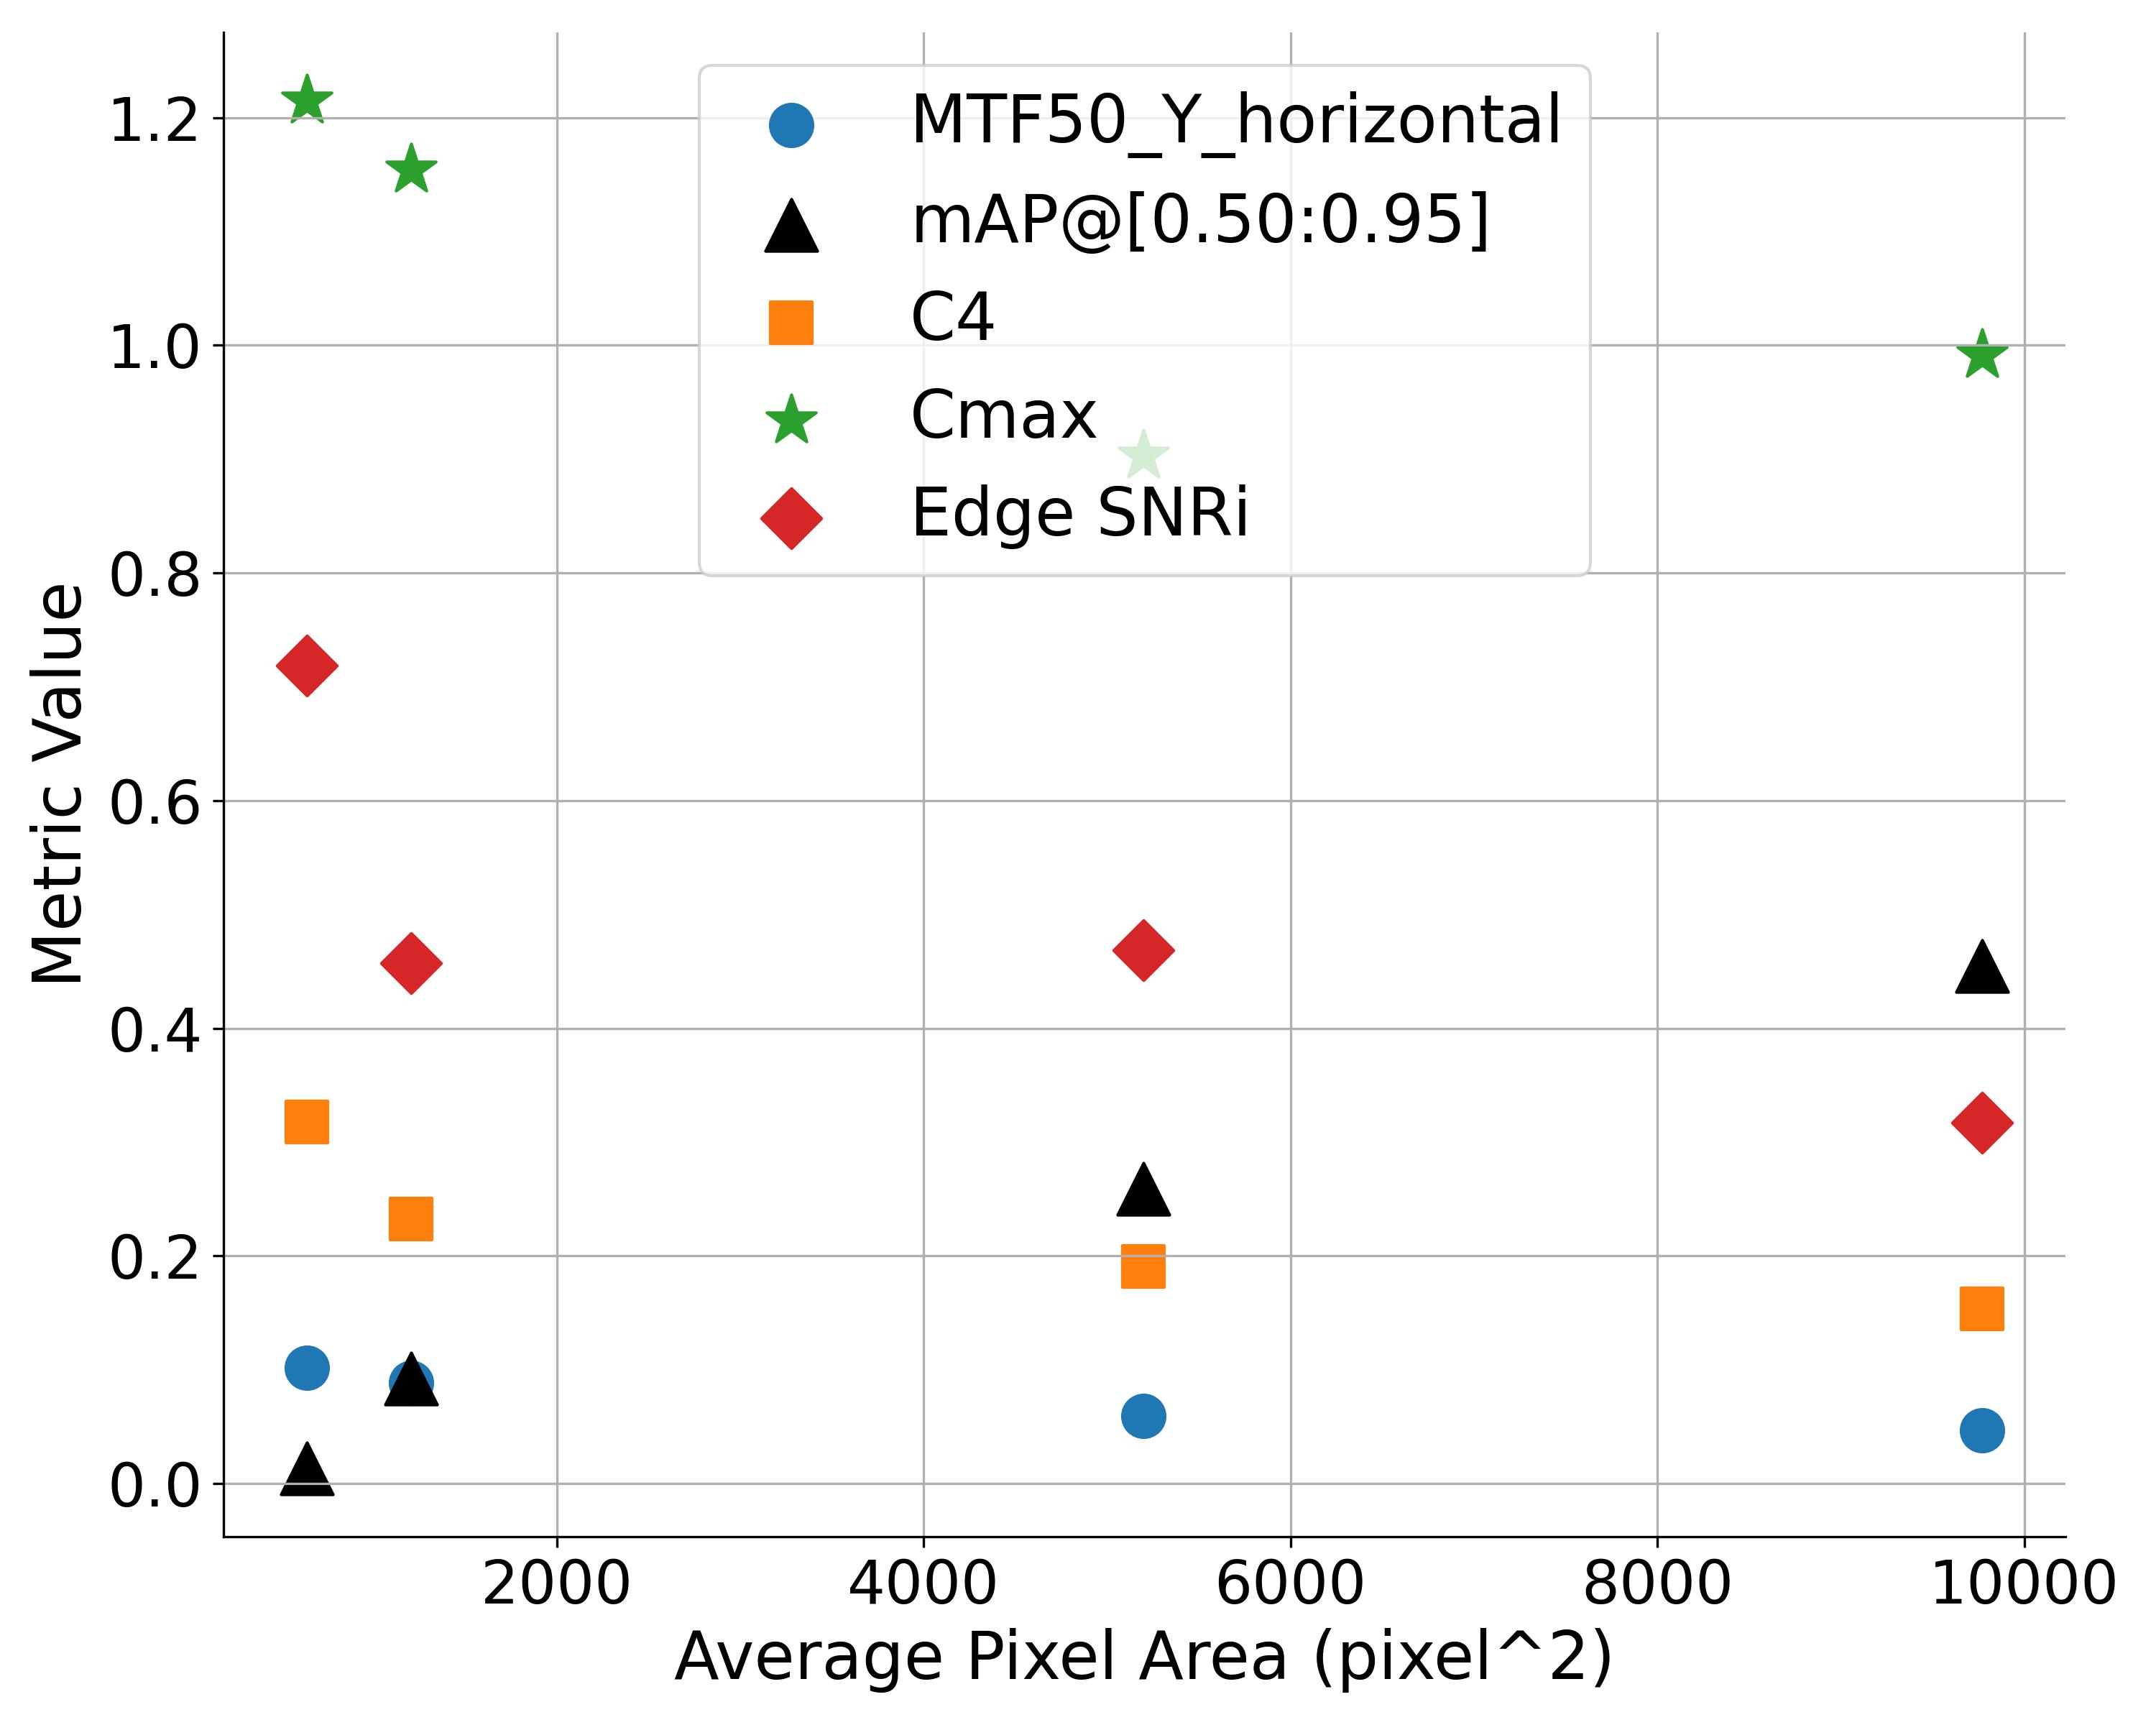 MTF50_Y_horizontal
mAP@[0.50:0.95]
C4
Cmax
Edge SNRi
Metric Value
1.2
1.0
0.8
0.6
0.4
0.2
0.0
2000 4000 6000 8000 10000
Average Pixel Area (pixel^2)